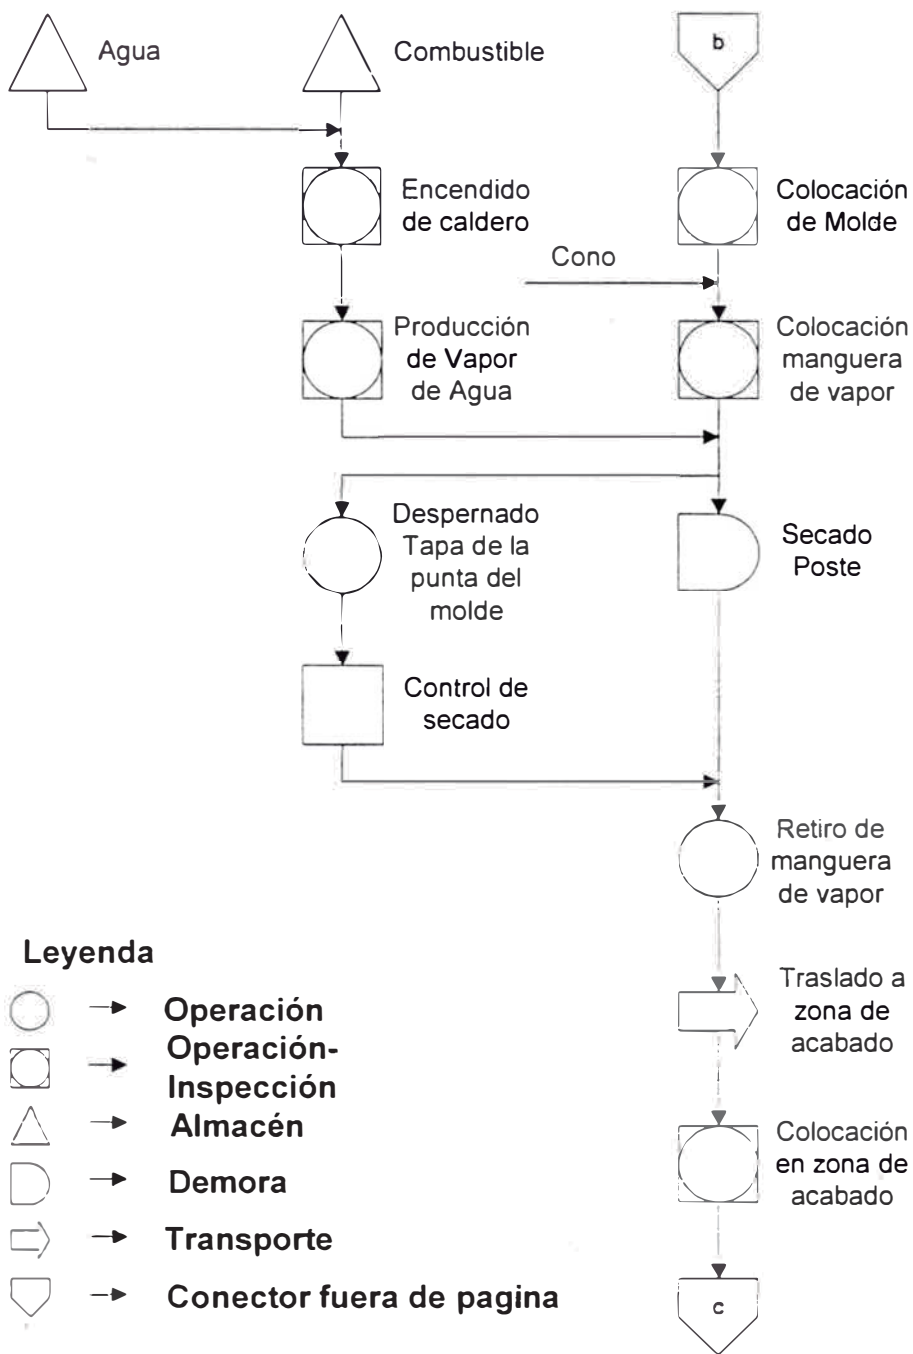 Agua
Combustible
b
Encendido
de caldero
Colocación
de Molde
Cono
Producción
de Vapor
de Agua
Colocación
manguera
de vapor
Despernado
Tapa de la
punta del
molde
Secado
Poste
Control de
secado
Retiro de
manguera
de vapor
Traslado a
zona de
acabado
Colocación
en zona de
acabado
c
Leyenda
Operación
Operación-
Inspección
Almacén
Demora
Transporte
Conector fuera de pagina